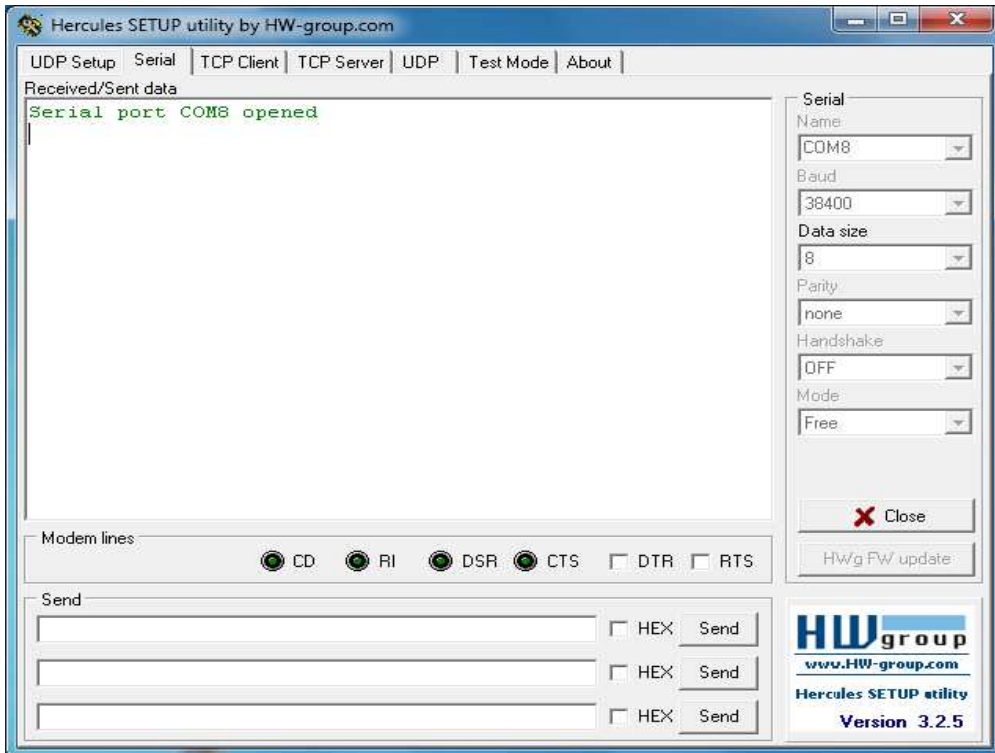 Hercules SETUP utility by HW-group.com
UDP Setup Serial TCP Client TCP Server UDP Test Mode About
Received/Sent data
Serial port COM8 opened
Serial
Name
COM8
Baud
38400
Data size
8
Parity
none
Handshake
OFF
Mode
Free
Close
HWg FW update
Modem lines
CD RI DSR CTS DTR RTS
Send
HEX Send
HEX Send
HEX Send
HWgroup
www.HW-group.com
Hercules SETUP utility
Version 3.2.5